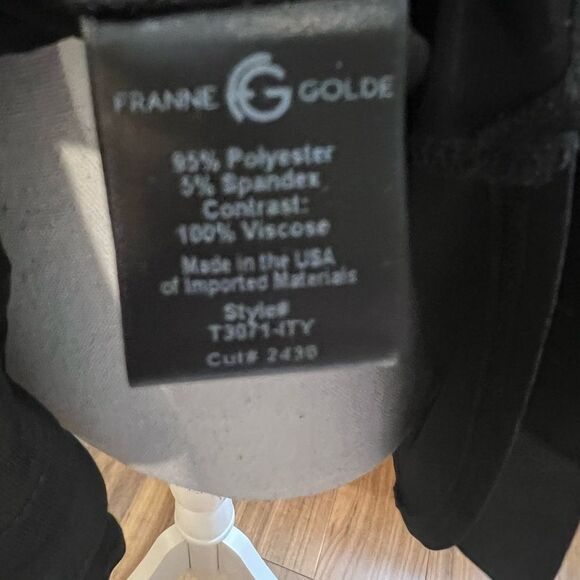 FRANNE FG GOLDE
95% Polyester
5% Spandex
Contrast:
100% Viscose
Made in the USA
of Imported Materials
Style#
T3071-ITY
Cut# 2430